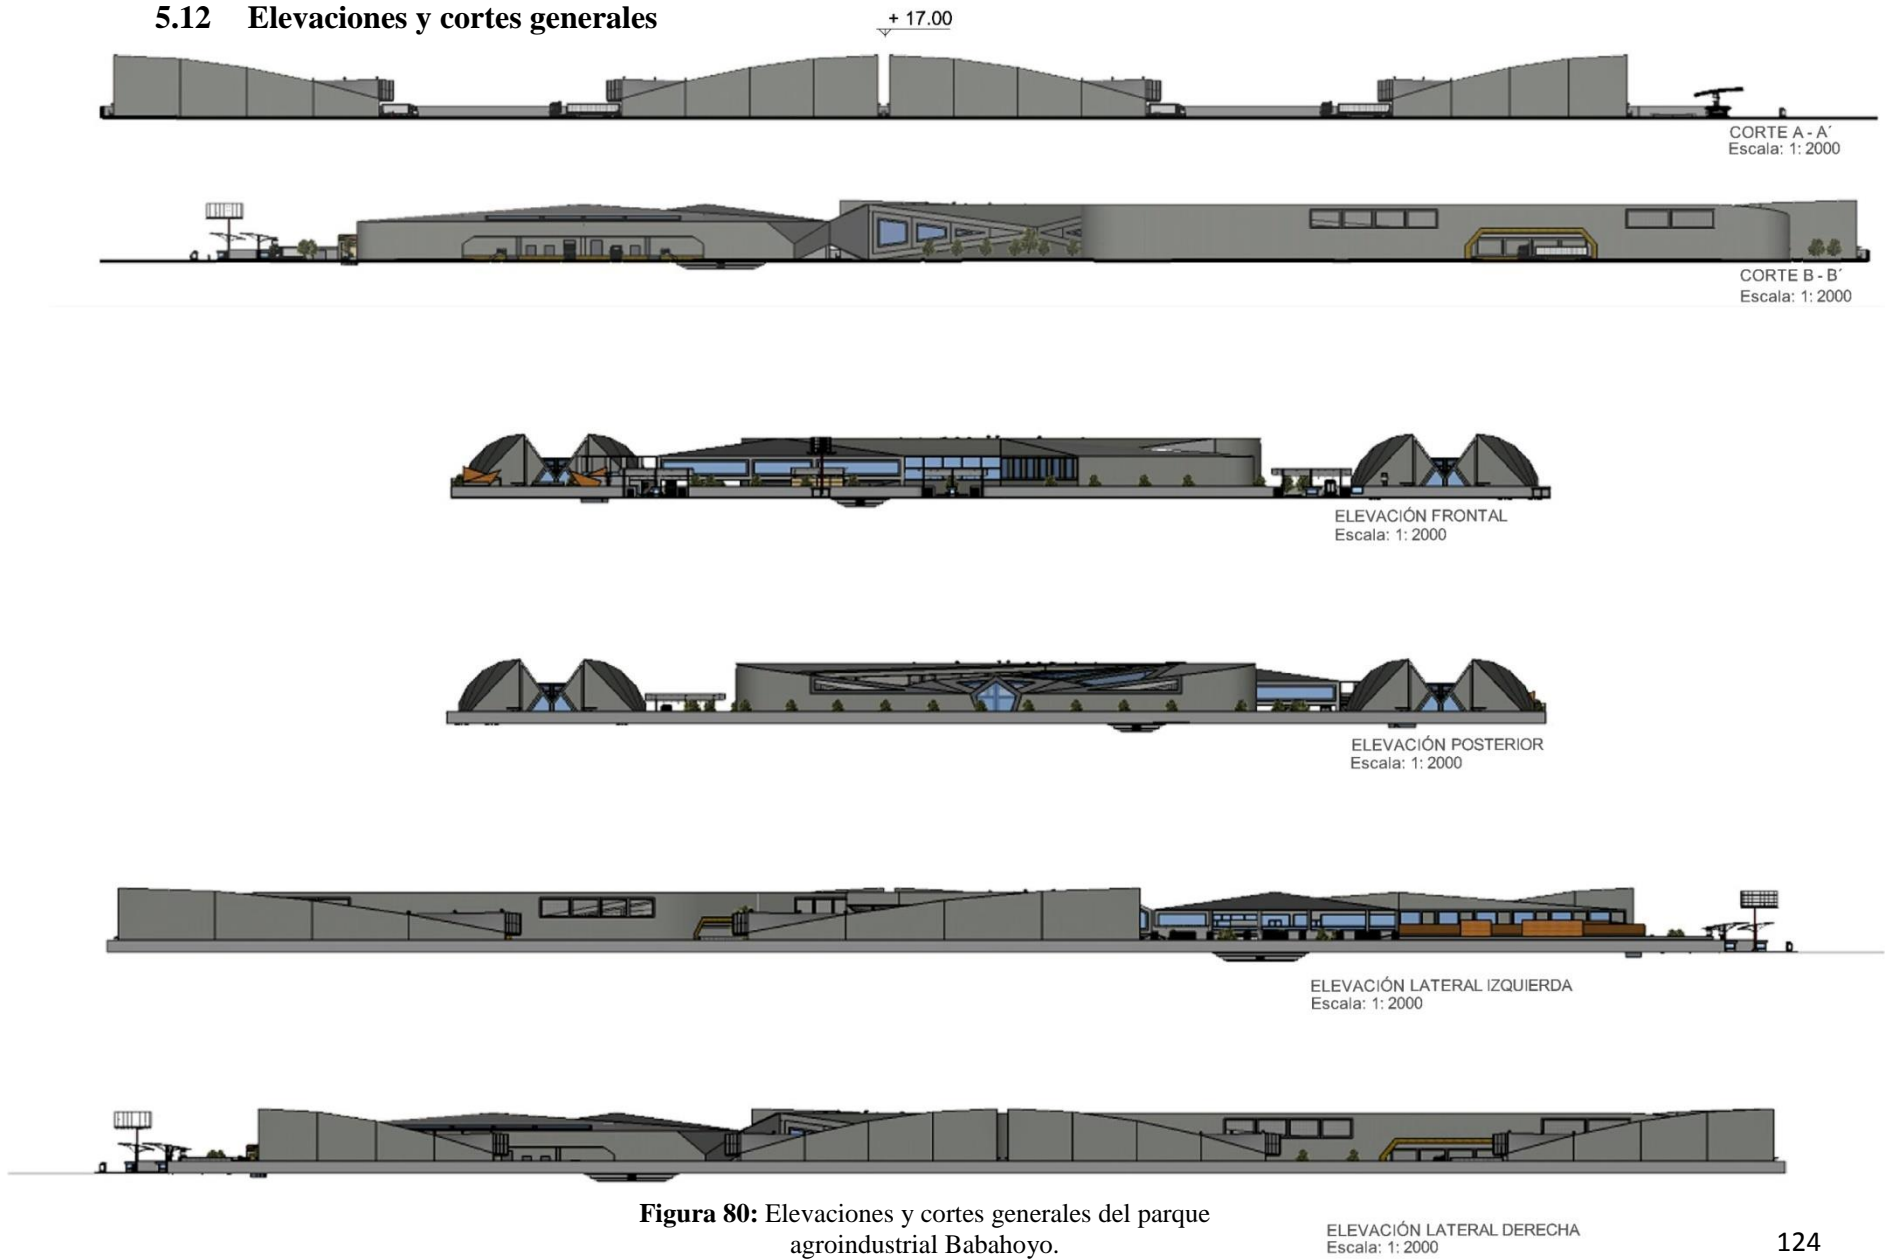 5.12 Elevaciones y cortes generales
+ 17.00
CORTE A - A´
Escala: 1: 2000
CORTE B - B´
Escala: 1: 2000
ELEVACIÓN FRONTAL
Escala: 1: 2000
ELEVACIÓN POSTERIOR
Escala: 1: 2000
ELEVACIÓN LATERAL IZQUIERDA
Escala: 1: 2000
Figura 80: Elevaciones y cortes generales del parque
agroindustrial Babahoyo.
ELEVACIÓN LATERAL DERECHA
Escala: 1: 2000
124